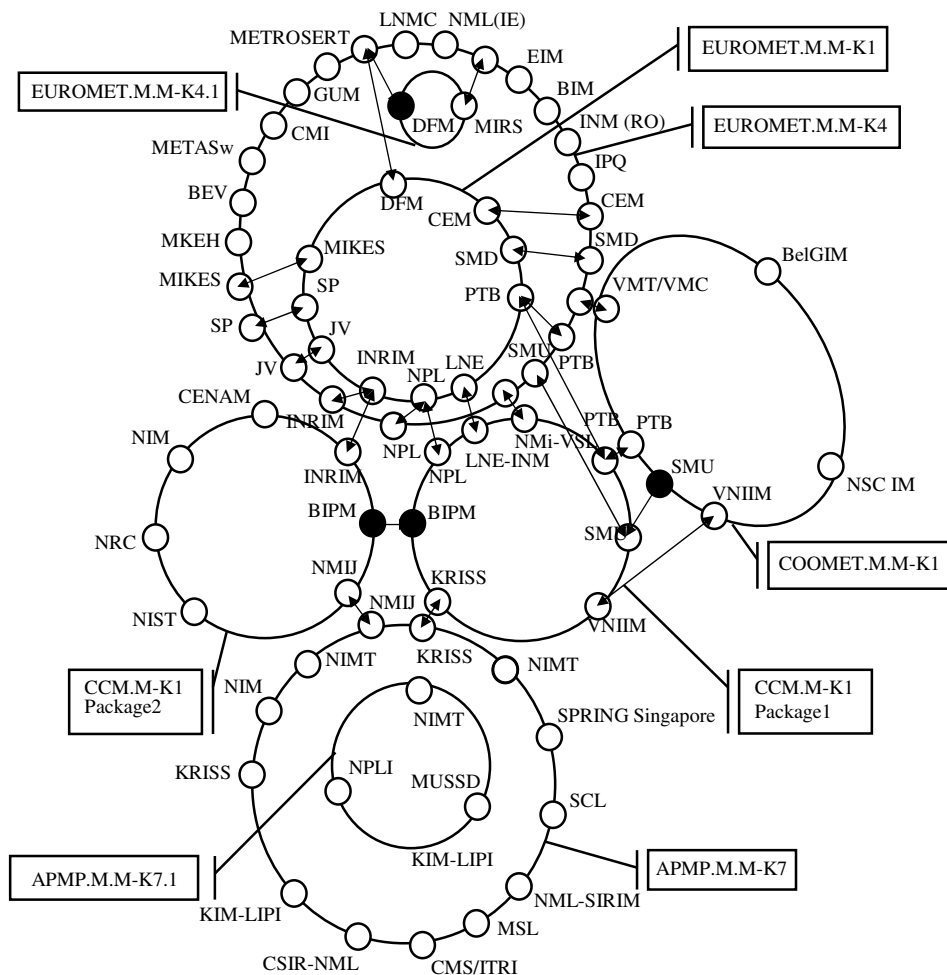 LNMC
NML(IE)
METROSERT
EIM
EUROMET.M.M-K1
EUROMET.M.M-K4.1
GUM
BIM
DFM
MIRS
INM (RO)
EUROMET.M.M-K4
CMI
METASw
IPQ
BEV
DFM
CEM
CEM
MKEH
MIKES
SMD
SMD
BelGIM
MIKES
SP
PTB
VMT/VMC
SP
JV
SMU
PTB
JV
INRIM
NPL
LNE
CENAM
INRIM
NPL
NMi-VSL
PTB
PTB
NIM
INRIM
NPL
LNE-INM
SMU
NSC IM
VNIIM
BIPM
BIPM
NRC
SMU
COOMET.M.M-K1
NMIJ
KRISS
NIST
NMIJ
VNIIM
KRISS
NIMT
NIMT
CCM.M-K1
Package2
NIM
CCM.M-K1
Package1
NIMT
SPRING Singapore
KRISS
NPLI
MUSSD
SCL
KIM-LIPI
APMP.M.M-K7.1
APMP.M.M-K7
NML-SIRIM
KIM-LIPI
MSL
CSIR-NML
CMS/ITRI